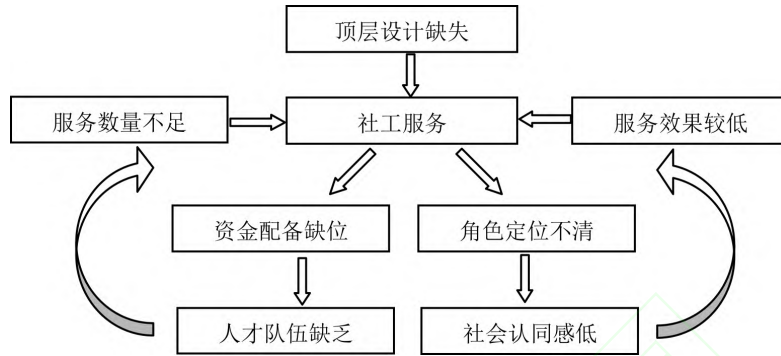 顶层设计缺失
服务数量不足
社工服务
服务效果较低
资金配备缺位
角色定位不清
人才队伍缺乏
社会认同感低